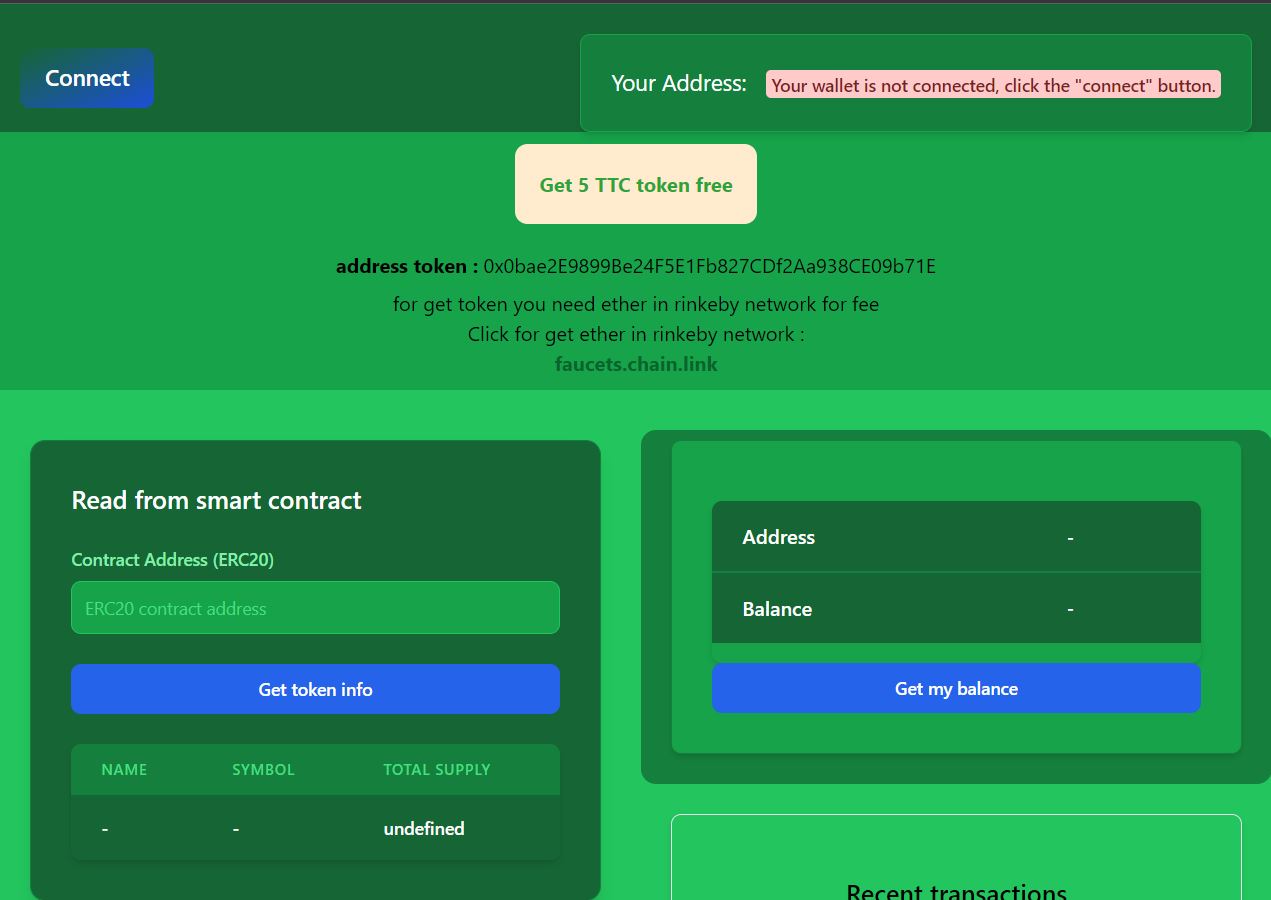 Connect
Your Address: Your wallet is not connected, click the "connect" button.
Get 5 TTC token free
address token : 0x0bae2E9899Be24F5E1Fb827CDf2Aa938CE09b71E
for get token you need ether in rinkeby network for fee
Click for get ether in rinkeby network :
faucets.chain.link
Read from smart contract
Contract Address (ERC20)
ERC20 contract address
Get token info
NAME SYMBOL TOTAL SUPPLY
- - undefined
Address -
Balance -
Get my balance
Recent transactions